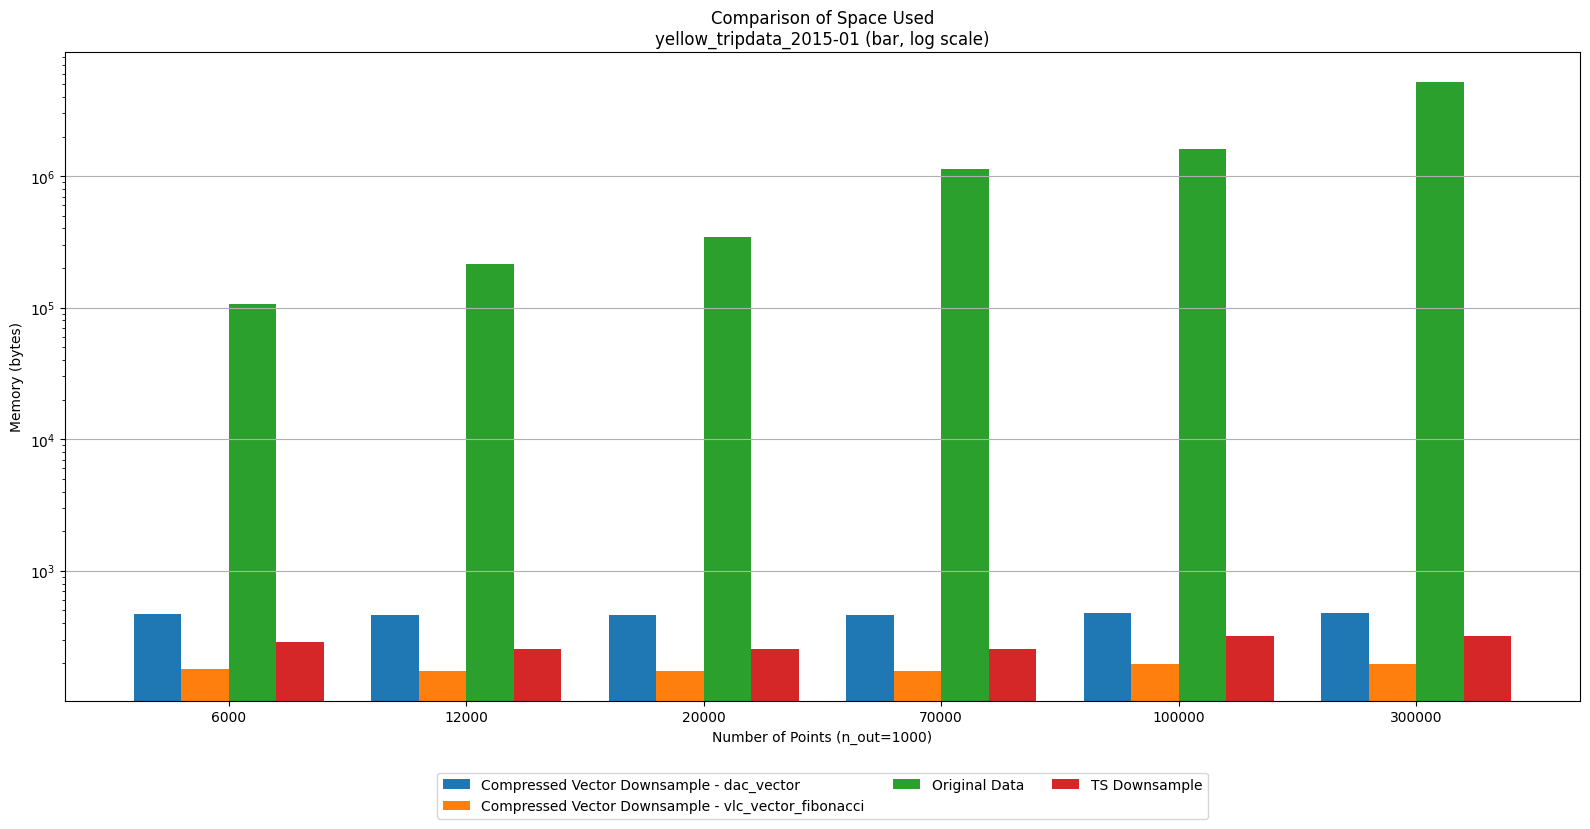 Comparison of Space Used
yellow_tripdata_2015-01 (bar, log scale)
Memory (bytes)
10^6
10^5
10^4
10^3
6000 12000 20000 70000 100000 300000
Number of Points (n_out=1000)
Compressed Vector Downsample - dac_vector
Compressed Vector Downsample - vlc_vector_fibonacci
Original Data
TS Downsample